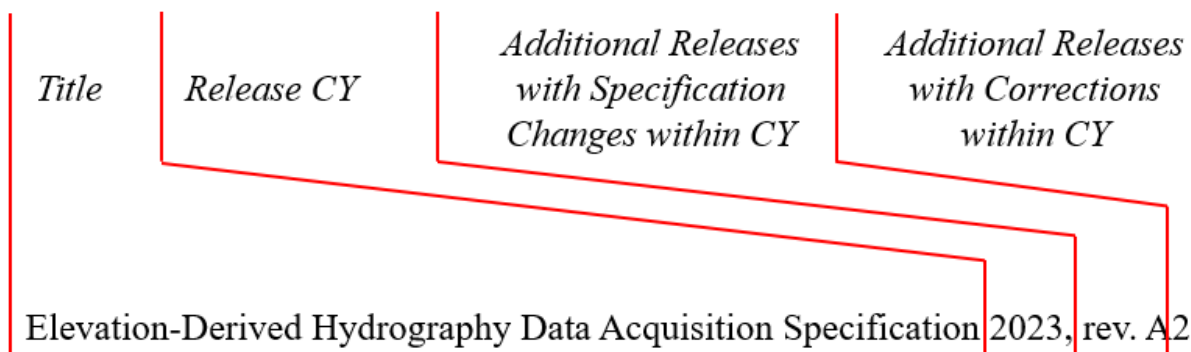 Title
Release CY
Additional Releases
with Specification
Changes within CY
Additional Releases
with Corrections
within CY
Elevation-Derived Hydrography Data Acquisition Specification 2023, rev. A2